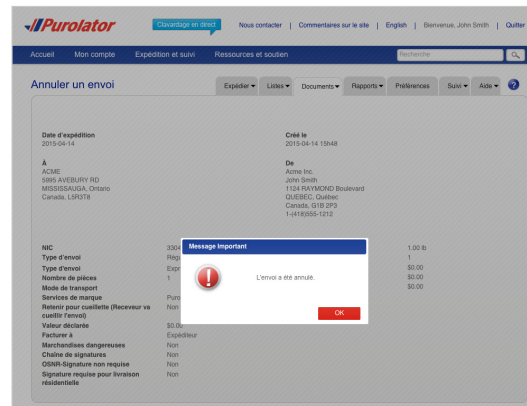 Purolator
Clavardage en direct
Nous contacter | Commentaires sur le site | English | Bienvenue, John Smith | Quitter
Accueil Mon compte Expédition et suivi Ressources et soutien Recherche
Annuler un envoi
Expédier Listes Documents Rapports Préférences Suivi Aide ?
Date d'expédition
2015-04-14
Créé le
2015-04-14 15h48
À
ACME
5995 AVEBURY RD
MISSISSAUGA, Ontario
Canada, L5R3T8
De
Acme Inc.
John Smith
1124 RAYMOND Boulevard
QUEBEC, Québec
Canada, G1B 2P3
1-(418)555-1212
NIC 3304
1.00 lb
Type d'envoi Régu
1
Type d'envoi Expr
$0.00
Nombre de pièces 1
$0.00
Mode de transport
$0.00
Services de marque Puro
Retenir pour cueillette (Receveur va Non
cueillir l'envoi)
Valeur déclarée $0.00
Facturer à Expéditeur
Marchandises dangereuses Non
Chaîne de signatures Non
OSNR-Signature non requise Non
Signature requise pour livraison Non
résidentielle
Message Important
L'envoi a été annulé.
OK